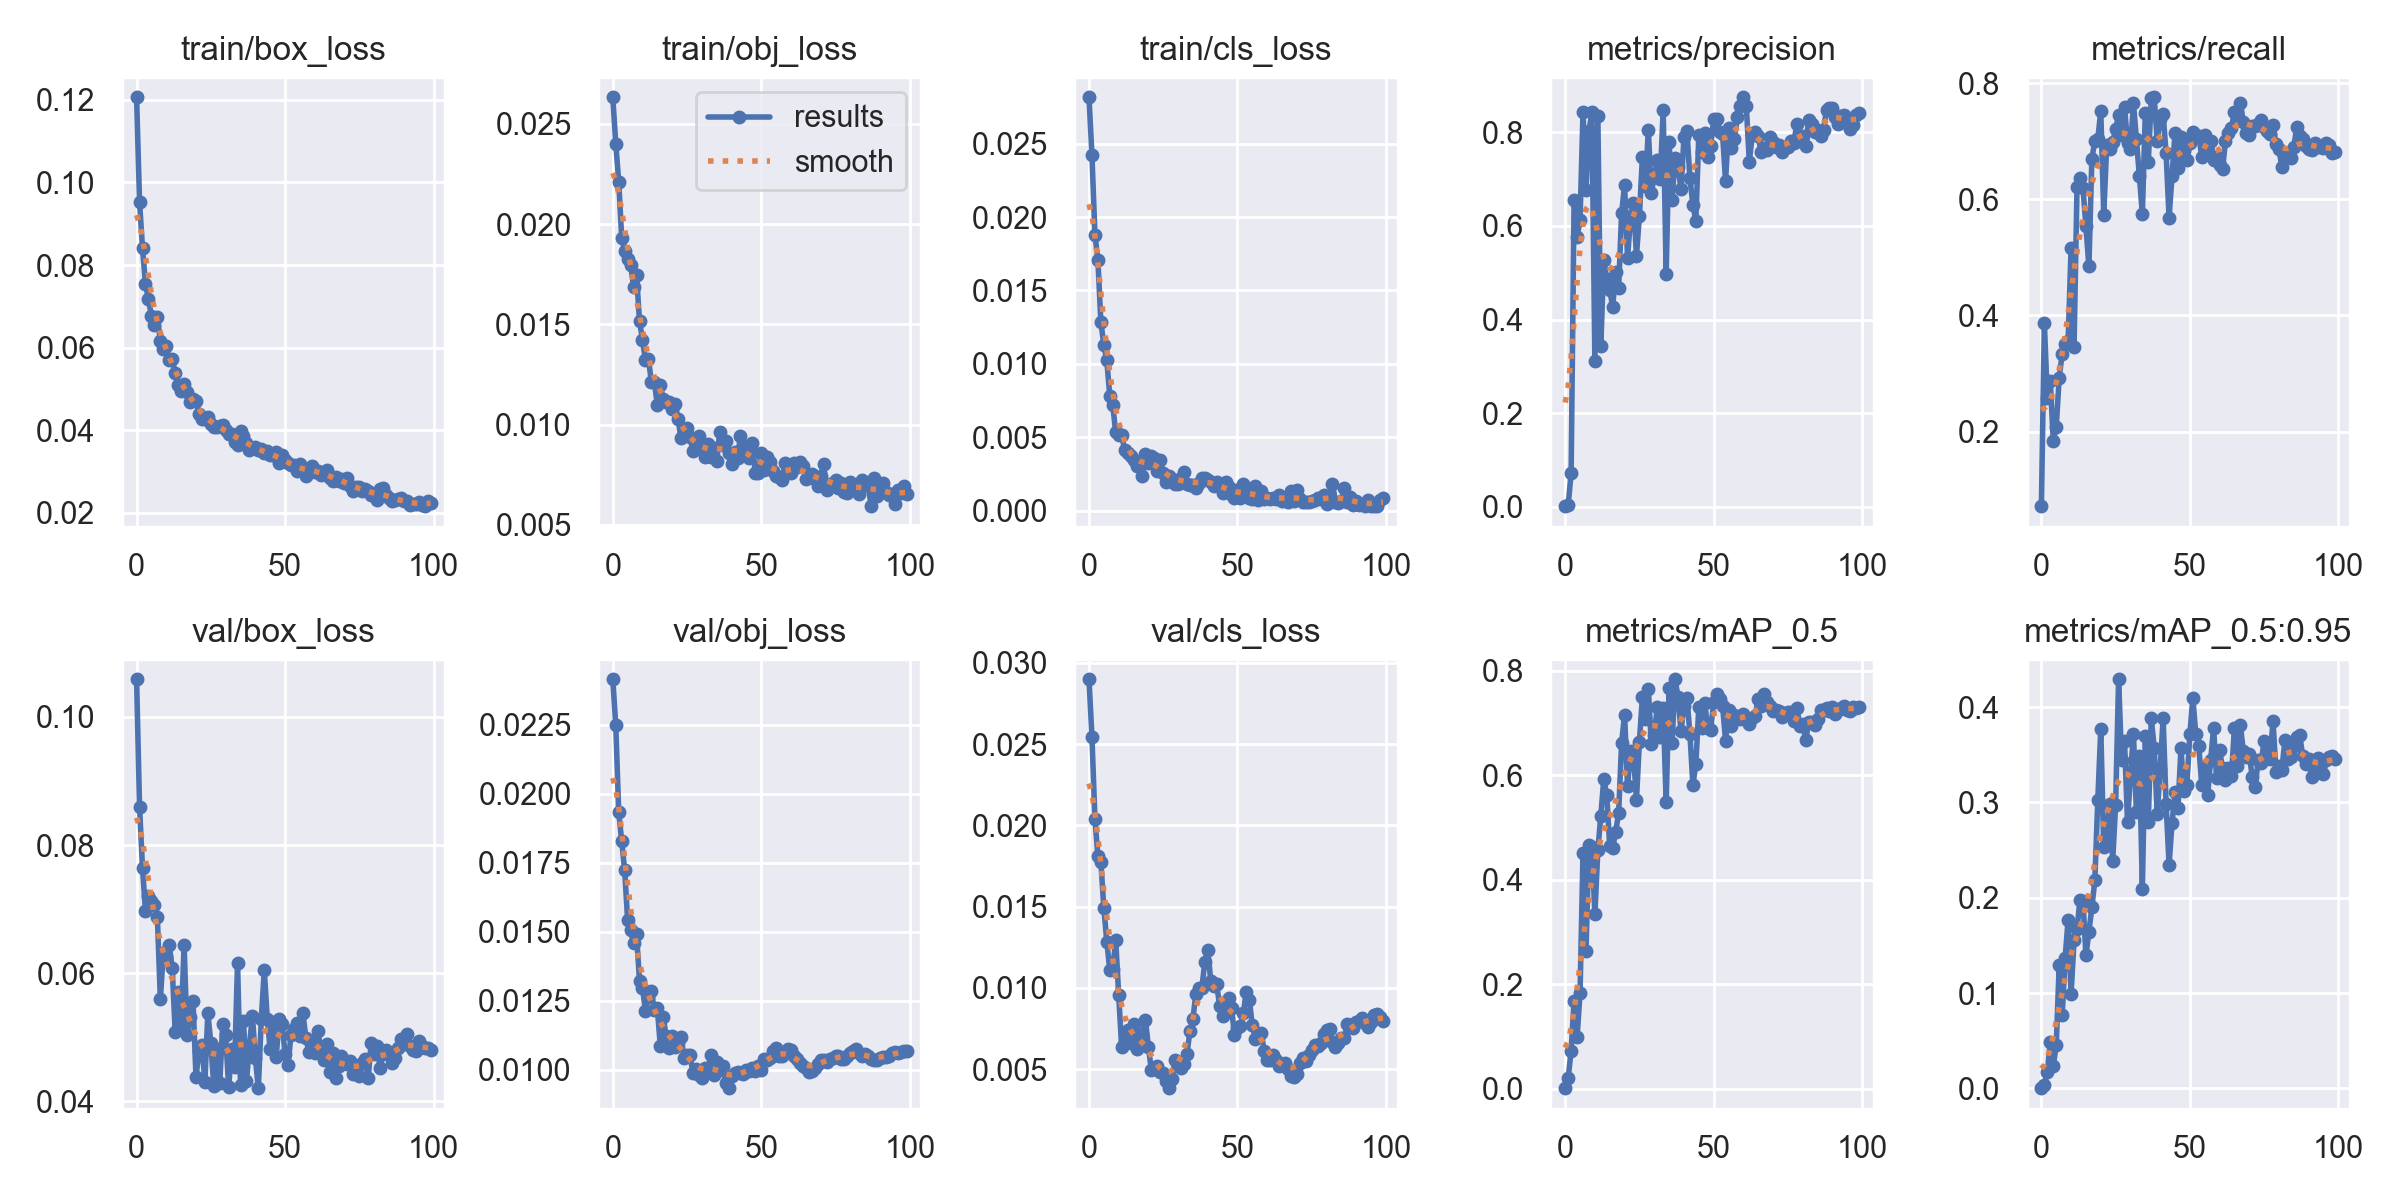 train/box_loss
train/obj_loss
train/cls_loss
metrics/precision
metrics/recall
0.12
0.10
0.08
0.06
0.04
0.02
0 50 100
results
smooth
0.025
0.020
0.015
0.010
0.005
0 50 100
0.025
0.020
0.015
0.010
0.005
0.000
0 50 100
0.8
0.6
0.4
0.2
0.0
0 50 100
0.8
0.6
0.4
0.2
0 50 100
val/box_loss
val/obj_loss
val/cls_loss
metrics/mAP_0.5
metrics/mAP_0.5:0.95
0.10
0.08
0.06
0.04
0 50 100
0.0225
0.0200
0.0175
0.0150
0.0125
0.0100
0 50 100
0.030
0.025
0.020
0.015
0.010
0.005
0 50 100
0.8
0.6
0.4
0.2
0.0
0 50 100
0.4
0.3
0.2
0.1
0.0
0 50 100